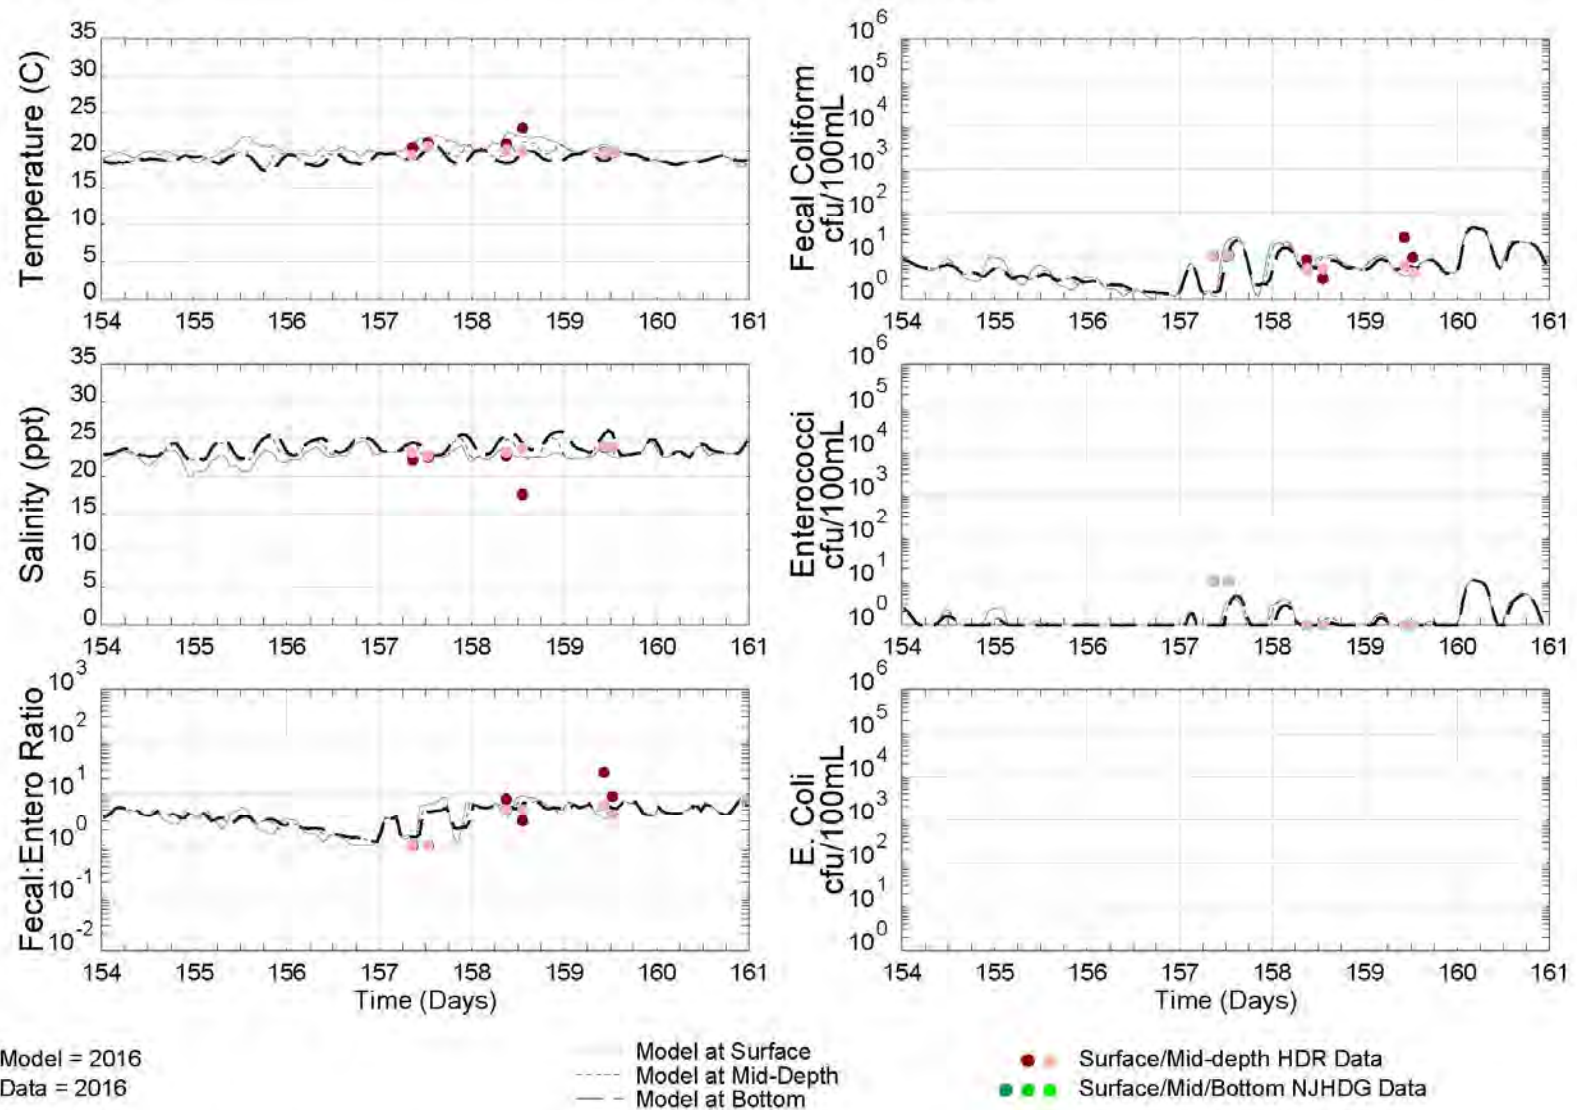 35
30
25
20
15
10
5
0
Temperature (C)
154 155 156 157 158 159 160 161
10^6
10^5
10^4
10^3
10^2
10^1
10^0
Fecal Coliform
cfu/100mL
154 155 156 157 158 159 160 161
35
30
25
20
15
10
5
0
Salinity (ppt)
154 155 156 157 158 159 160 161
10^6
10^5
10^4
10^3
10^2
10^1
10^0
Enterococci
cfu/100mL
154 155 156 157 158 159 160 161
10^3
10^2
10^1
10^0
10^-1
10^-2
Fecal:Entero Ratio
154 155 156 157 158 159 160 161
Time (Days)
10^6
10^5
10^4
10^3
10^2
10^1
10^0
E. Coli
cfu/100mL
154 155 156 157 158 159 160 161
Time (Days)
Model = 2016
Data = 2016
Model at Surface
Model at Mid-Depth
Model at Bottom
Surface/Mid-depth HDR Data
Surface/Mid/Bottom NJHDG Data